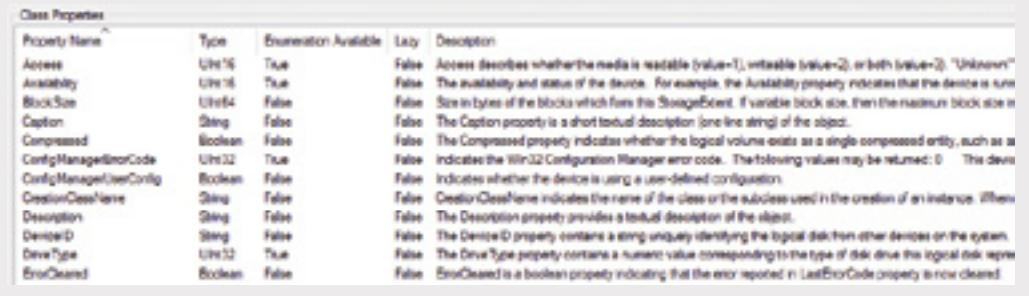 Class Properties
Property Name Type Enumeration Available Lazy Description
Access UInt16 True False Access describes whether the media is readable (value=1), writeable (value=2), or both (value=3). "Unknown"
Availability UInt16 True False The availability and status of the device. For example, the Availability property indicates that the device is runn
BlockSize UInt64 False False Size in bytes of the blocks which form this StorageExtent. If variable block size, then the maximum block size in
Caption String False False The Caption property is a short textual description (one-line string) of the object.
Compressed Boolean False False The Compressed property indicates whether the logical volume exists as a single compressed entity, such as a
ConfigManagerErrorCode UInt32 True False Indicates the Win32 Configuration Manager error code. The following values may be returned: 0 This devi
ConfigManagerUserConfig Boolean False False Indicates whether the device is using a user-defined configuration.
CreationClassName String False False CreationClassName indicates the name of the class or the subclass used in the creation of an instance. When
Description String False False The Description property provides a textual description of the object.
DeviceID String False False The DeviceID property contains a string uniquely identifying the logical disk from other devices on the system.
DriveType UInt32 True False The DriveType property contains a numeric value corresponding to the type of disk drive this logical disk repre
ErrorCleared Boolean False False ErrorCleared is a boolean property indicating that the error reported in LastErrorCode property is now cleared.